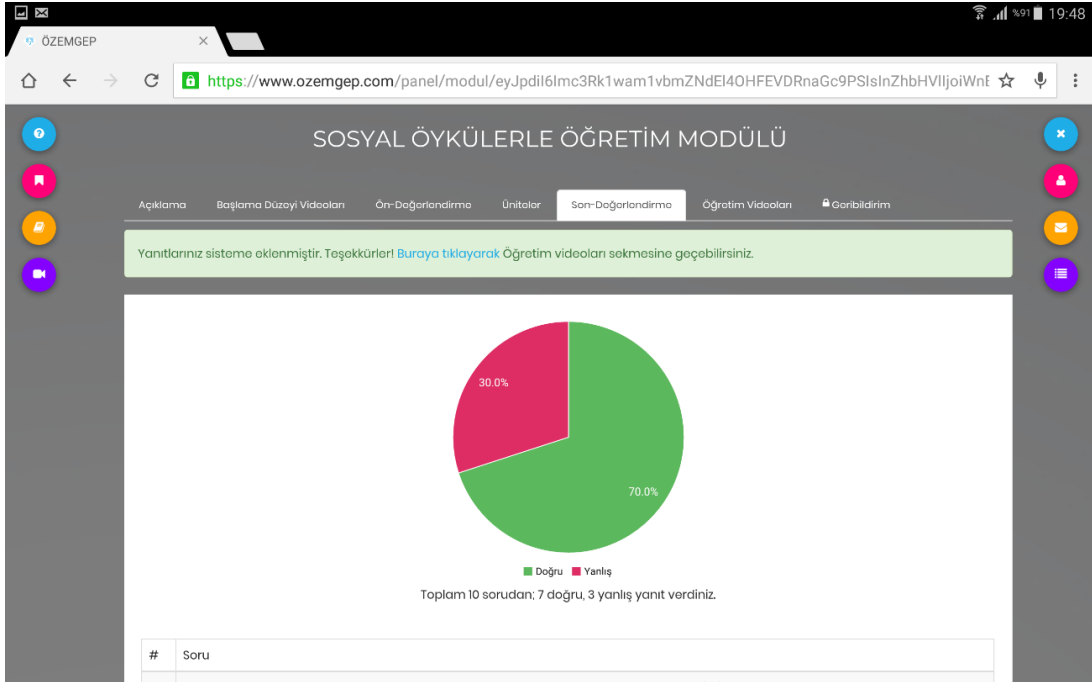 %91 19:48
ÖZEMGEP
https://www.ozemgep.com/panel/modul/
SOSYAL ÖYKÜLERLE ÖĞRETİM MODÜLÜ
Açıklama Başlama Düzeyi Videoları Ön-Değerlendirme Üniteler Son-Değerlendirme Öğretim Videoları Geribildirim
Yanıtlarınız sisteme eklenmiştir. Teşekkürler! Buraya tıklayarak Öğretim videoları sekmesine geçebilirsiniz.
30.0%
70.0%
Doğru Yanlış
Toplam 10 sorudan; 7 doğru, 3 yanlış yanıt verdiniz.
# Soru